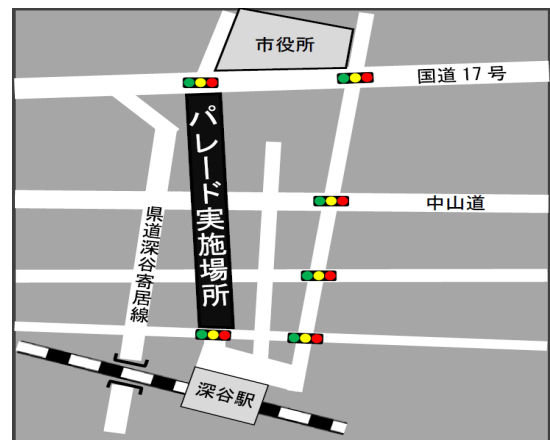 市役所
国道17号
パレード実施場所
中山道
県道深谷寄居線
深谷駅